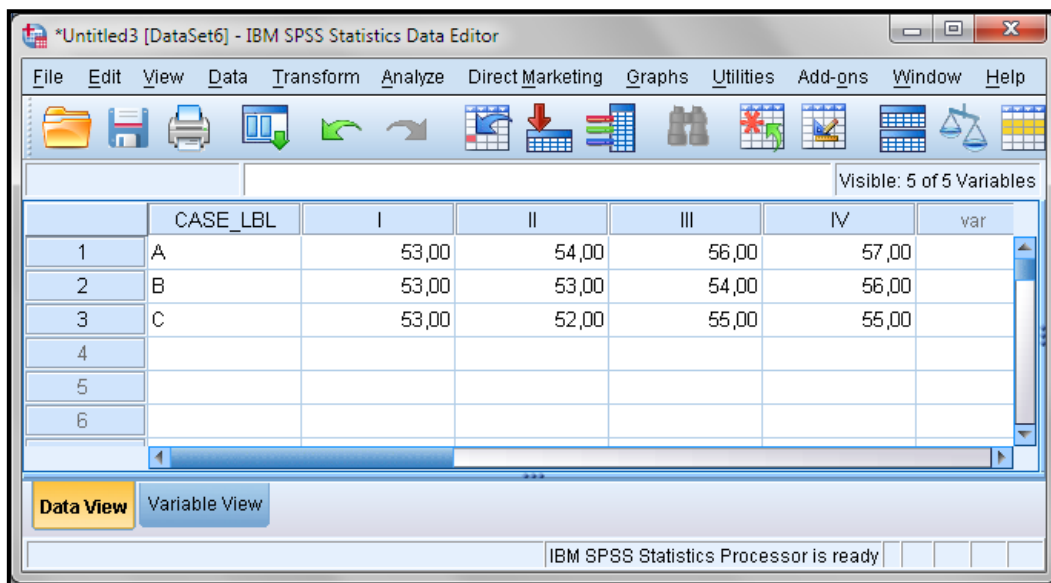 *Untitled3 [DataSet6] - IBM SPSS Statistics Data Editor
File Edit View Data Transform Analyze Direct Marketing Graphs Utilities Add-ons Window Help
Visible: 5 of 5 Variables
CASE_LBL I II III IV var
1 A 53,00 54,00 56,00 57,00
2 B 53,00 53,00 54,00 56,00
3 C 53,00 52,00 55,00 55,00
4
5
6
Data View Variable View
IBM SPSS Statistics Processor is ready